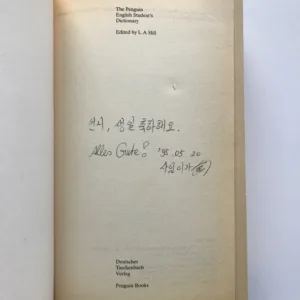 The Penguin
English Student's
Dictionary
Edited by L A Hill
생일 축하해요.
Alles Gute! '95.05.20
Deutscher
Taschenbuch
Verlag
Penguin Books